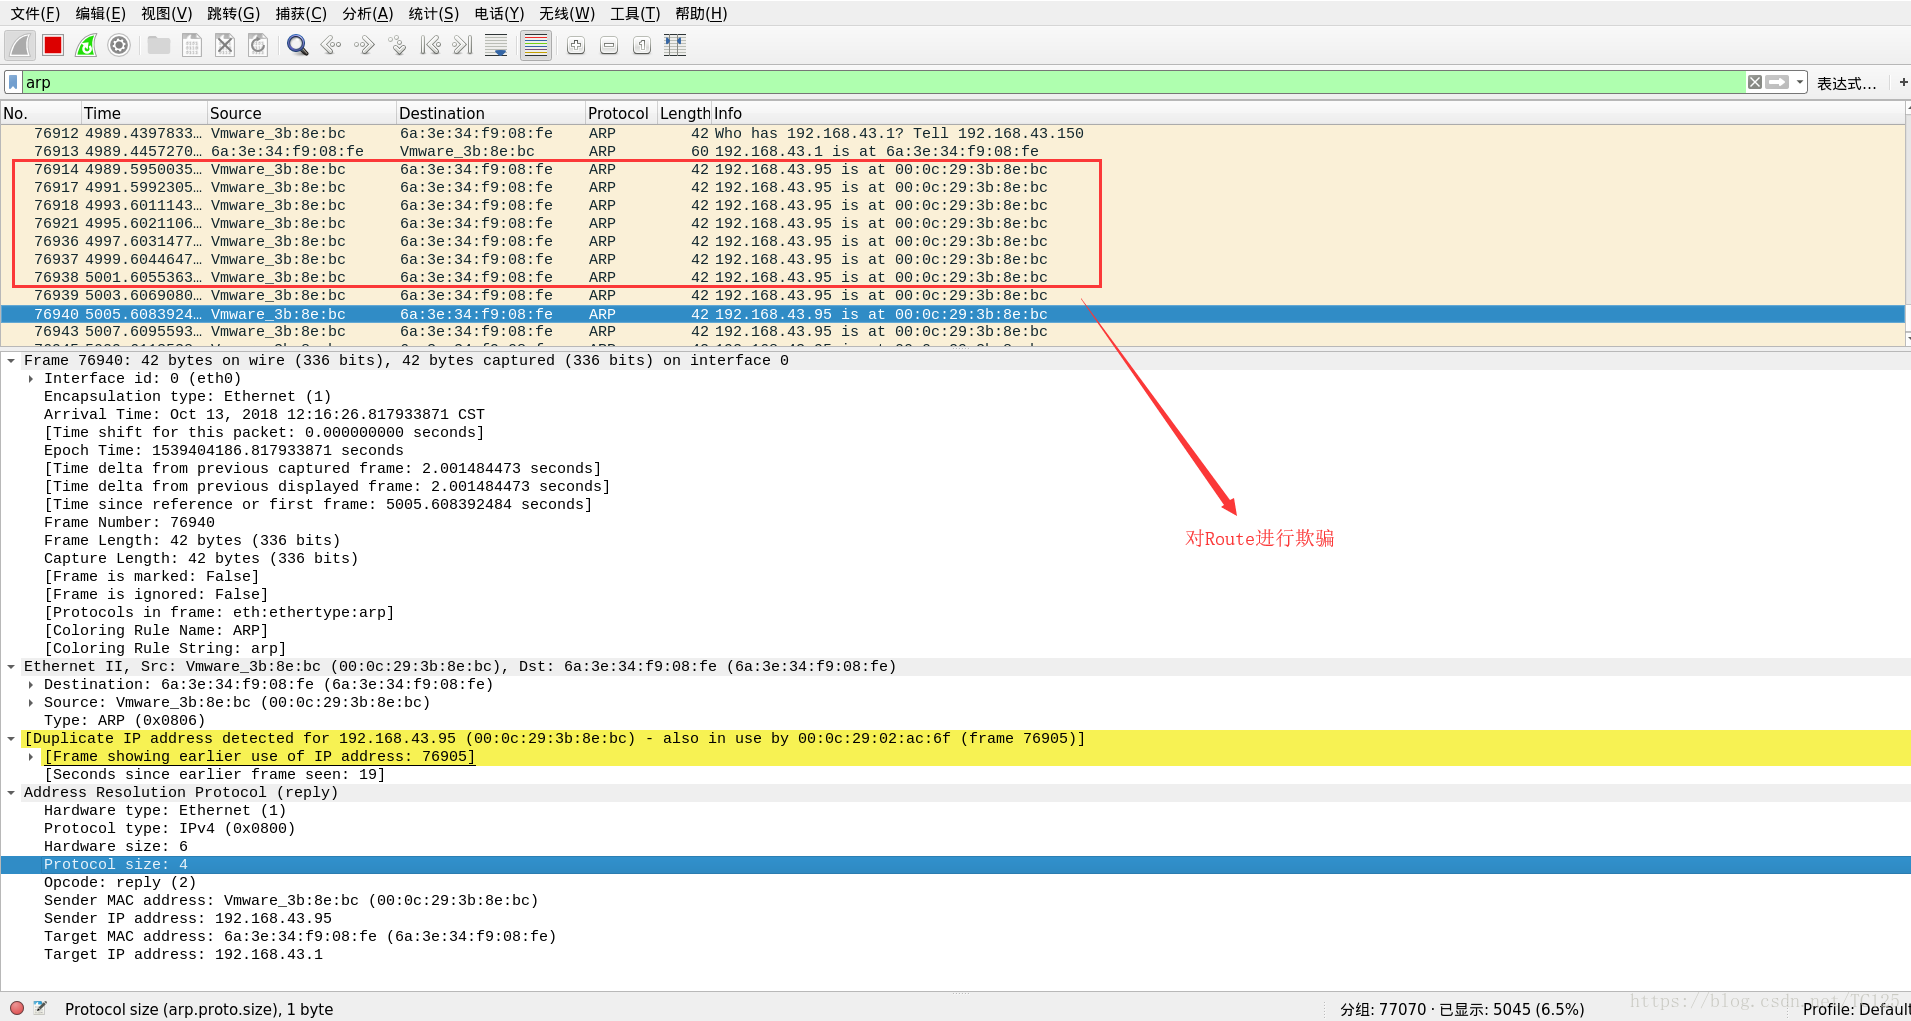 文件(F) 编辑(E) 视图(V) 跳转(G) 捕获(C) 分析(A) 统计(S) 电话(Y) 无线(W) 工具(T) 帮助(H)
arp
表达式… +
No. Time Source Destination Protocol Length Info
76912 4989.4397833… Vmware_3b:8e:bc 6a:3e:34:f9:08:fe ARP 42 Who has 192.168.43.1? Tell 192.168.43.150
76913 4989.4457270… 6a:3e:34:f9:08:fe Vmware_3b:8e:bc ARP 60 192.168.43.1 is at 6a:3e:34:f9:08:fe
76914 4989.5950035… Vmware_3b:8e:bc 6a:3e:34:f9:08:fe ARP 42 192.168.43.95 is at 00:0c:29:3b:8e:bc
76917 4991.5992305… Vmware_3b:8e:bc 6a:3e:34:f9:08:fe ARP 42 192.168.43.95 is at 00:0c:29:3b:8e:bc
76918 4993.6011143… Vmware_3b:8e:bc 6a:3e:34:f9:08:fe ARP 42 192.168.43.95 is at 00:0c:29:3b:8e:bc
76921 4995.6021106… Vmware_3b:8e:bc 6a:3e:34:f9:08:fe ARP 42 192.168.43.95 is at 00:0c:29:3b:8e:bc
76936 4997.6031477… Vmware_3b:8e:bc 6a:3e:34:f9:08:fe ARP 42 192.168.43.95 is at 00:0c:29:3b:8e:bc
76937 4999.6044647… Vmware_3b:8e:bc 6a:3e:34:f9:08:fe ARP 42 192.168.43.95 is at 00:0c:29:3b:8e:bc
76938 5001.6055363… Vmware_3b:8e:bc 6a:3e:34:f9:08:fe ARP 42 192.168.43.95 is at 00:0c:29:3b:8e:bc
76939 5003.6069080… Vmware_3b:8e:bc 6a:3e:34:f9:08:fe ARP 42 192.168.43.95 is at 00:0c:29:3b:8e:bc
76940 5005.6083924… Vmware_3b:8e:bc 6a:3e:34:f9:08:fe ARP 42 192.168.43.95 is at 00:0c:29:3b:8e:bc
76943 5007.6095593… Vmware_3b:8e:bc 6a:3e:34:f9:08:fe ARP 42 192.168.43.95 is at 00:0c:29:3b:8e:bc
Frame 76940: 42 bytes on wire (336 bits), 42 bytes captured (336 bits) on interface 0
Interface id: 0 (eth0)
Encapsulation type: Ethernet (1)
Arrival Time: Oct 13, 2018 12:16:26.817933871 CST
[Time shift for this packet: 0.000000000 seconds]
Epoch Time: 1539404186.817933871 seconds
[Time delta from previous captured frame: 2.001484473 seconds]
[Time delta from previous displayed frame: 2.001484473 seconds]
[Time since reference or first frame: 5005.608392484 seconds]
Frame Number: 76940
对Route进行欺骗
Frame Length: 42 bytes (336 bits)
Capture Length: 42 bytes (336 bits)
[Frame is marked: False]
[Frame is ignored: False]
[Protocols in frame: eth:ethertype:arp]
[Coloring Rule Name: ARP]
[Coloring Rule String: arp]
Ethernet II, Src: Vmware_3b:8e:bc (00:0c:29:3b:8e:bc), Dst: 6a:3e:34:f9:08:fe (6a:3e:34:f9:08:fe)
Destination: 6a:3e:34:f9:08:fe (6a:3e:34:f9:08:fe)
Source: Vmware_3b:8e:bc (00:0c:29:3b:8e:bc)
Type: ARP (0x0806)
[Duplicate IP address detected for 192.168.43.95 (00:0c:29:3b:8e:bc) - also in use by 00:0c:29:02:ac:6f (frame 76905)]
[Frame showing earlier use of IP address: 76905]
[Seconds since earlier frame seen: 19]
Address Resolution Protocol (reply)
Hardware type: Ethernet (1)
Protocol type: IPv4 (0x0800)
Hardware size: 6
Protocol size: 4
Opcode: reply (2)
Sender MAC address: Vmware_3b:8e:bc (00:0c:29:3b:8e:bc)
Sender IP address: 192.168.43.95
Target MAC address: 6a:3e:34:f9:08:fe (6a:3e:34:f9:08:fe)
Target IP address: 192.168.43.1
Protocol size (arp.proto.size), 1 byte 分组: 77070 · 已显示: 5045 (6.5%) Profile: Default
https://blog.csdn.net/TC125